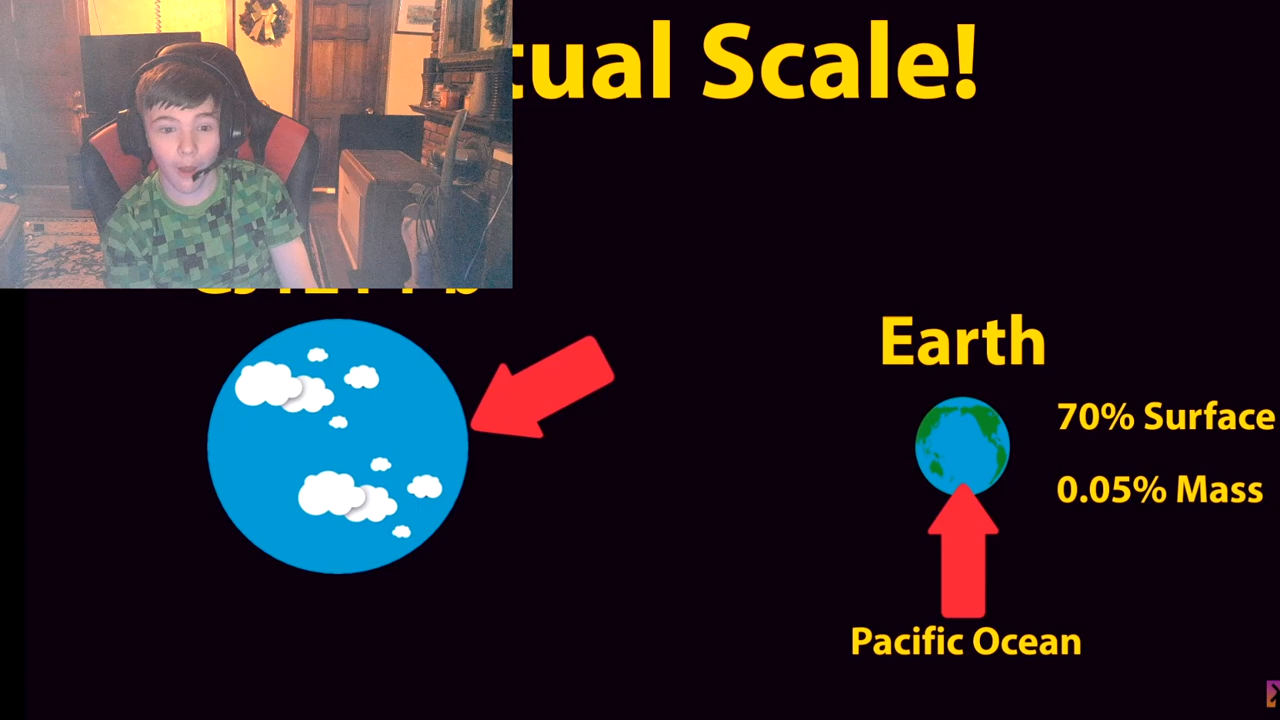 tual Scale!
Earth
70% Surface
0.05% Mass
Pacific Ocean